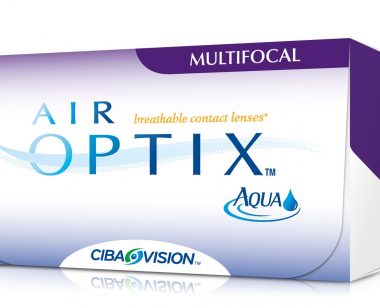 MULTIFOCAL
AIR
breathable contact lenses*
OPTIX™
AQUA
CIBA VISION™